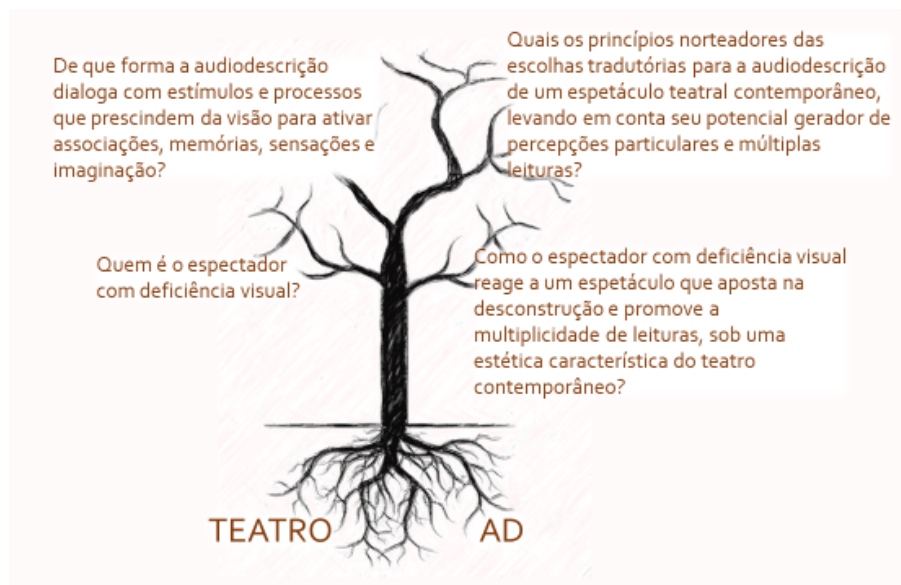 De que forma a audiodescrição
dialoga com estímulos e processos
que prescindem da visão para ativar
associações, memórias, sensações e
imaginação?
Quais os princípios norteadores das
escolhas tradutórias para a audiodescrição
de um espetáculo teatral contemporâneo,
levando em conta seu potencial gerador de
percepções particulares e múltiplas
leituras?
Quem é o espectador
com deficiência visual?
Como o espectador com deficiência visual
reage a um espetáculo que aposta na
desconstrução e promove a
multiplicidade de leituras, sob uma
estética característica do teatro
contemporâneo?
TEATRO
AD